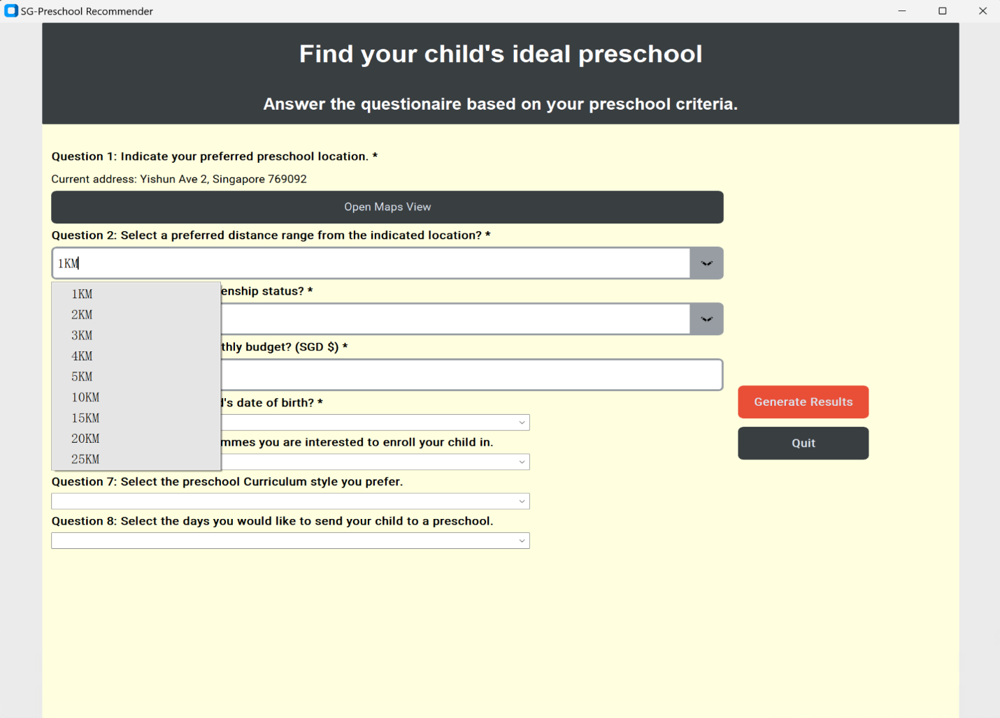 SG-Preschool Recommender
Find your child's ideal preschool
Answer the questionaire based on your preschool criteria.
Question 1: Indicate your preferred preschool location. *
Current address: Yishun Ave 2, Singapore 769092
Open Maps View
Question 2: Select a preferred distance range from the indicated location? *
1KM
enship status? *
1KM
2KM
3KM
4KM
5KM
10KM
15KM
20KM
25KM
thly budget? (SGD $) *
d's date of birth? *
mmes you are interested to enroll your child in.
Question 7: Select the preschool Curriculum style you prefer.
Question 8: Select the days you would like to send your child to a preschool.
Generate Results
Quit